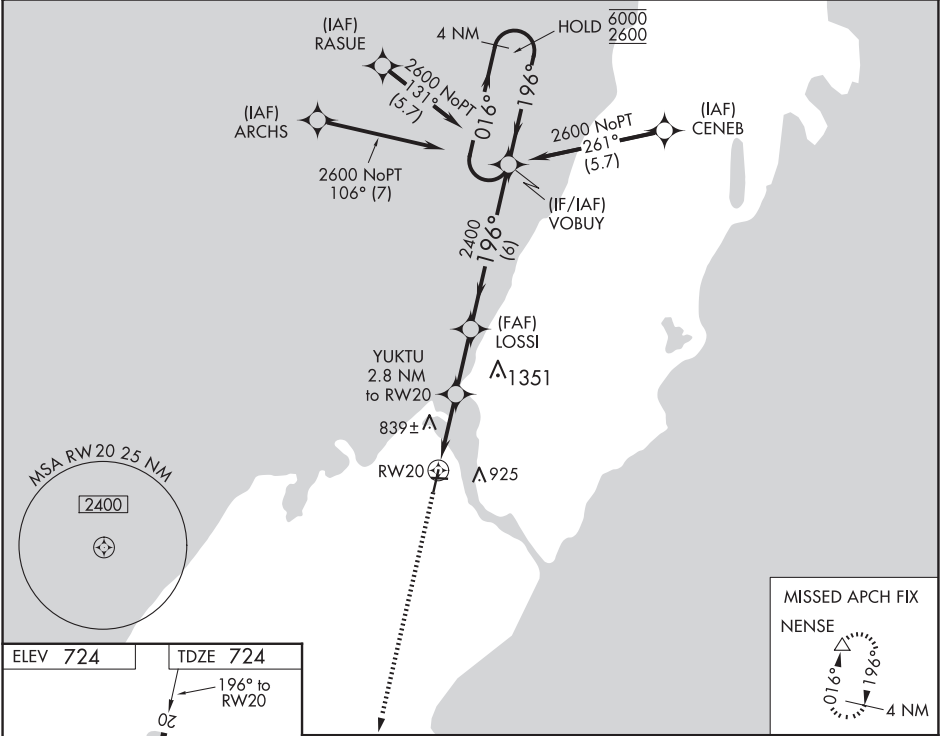 (IAF)
RASUE
2600 NoPT
131°
(5.7)
4 NM
HOLD
6000
2600
016°
196°
(IAF)
ARCHS
2600 NoPT
106° (7)
(IAF)
CENEB
2600 NoPT
261°
(5.7)
(IF/IAF)
VOBUY
2400
196°
(6)
(FAF)
LOSSI
YUKTU
2.8 NM
to RW20
1351
839±
RW20
925
MSA RW20 25 NM
2400
MISSED APCH FIX
NENSE
016°
196°
4 NM
ELEV 724
TDZE 724
196° to
RW20
20